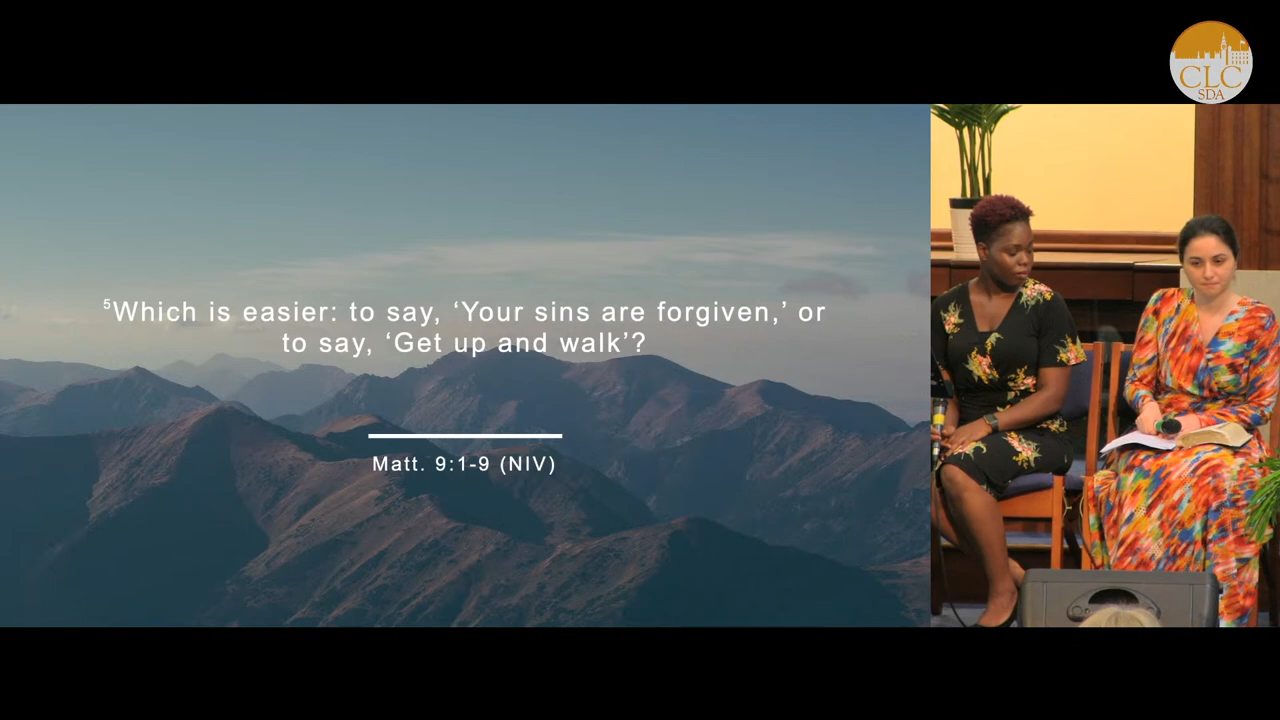 CLC
SDA
⁵Which is easier: to say, ‘Your sins are forgiven,’ or
to say, ‘Get up and walk’?
Matt. 9:1-9 (NIV)